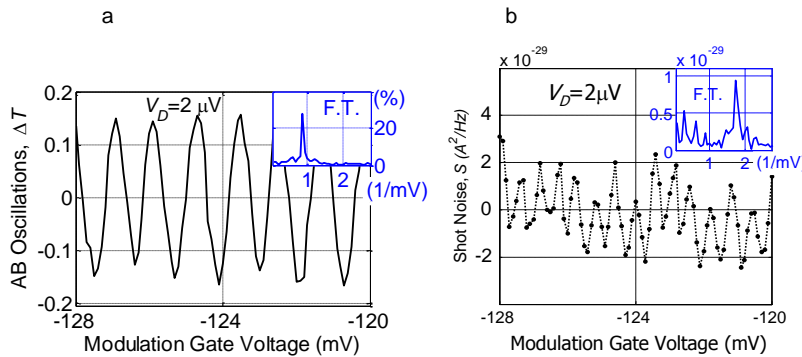 a
AB Oscillations, ΔT
0.2
0.1
0
-0.1
-0.2
-128
-124
-120
Modulation Gate Voltage (mV)
V_D=2 μV
F.T.
(%)
20
0
1
2
(1/mV)
b
x 10^-29
Shot Noise, S (A²/Hz)
4
2
0
-2
-128
-124
-120
Modulation Gate Voltage (mV)
V_D=2μV
x 10^-29
F.T.
1
0.5
0
1
2
(1/mV)